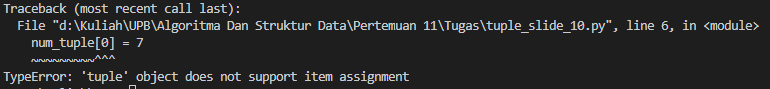 Traceback (most recent call last):
  File "d:\Kuliah\UPB\Algoritma Dan Struktur Data\Pertemuan 11\Tugas\tuple_slide_10.py", line 6, in <module>
    num_tuple[0] = 7
    ~~~~~~~~~^^^
TypeError: 'tuple' object does not support item assignment